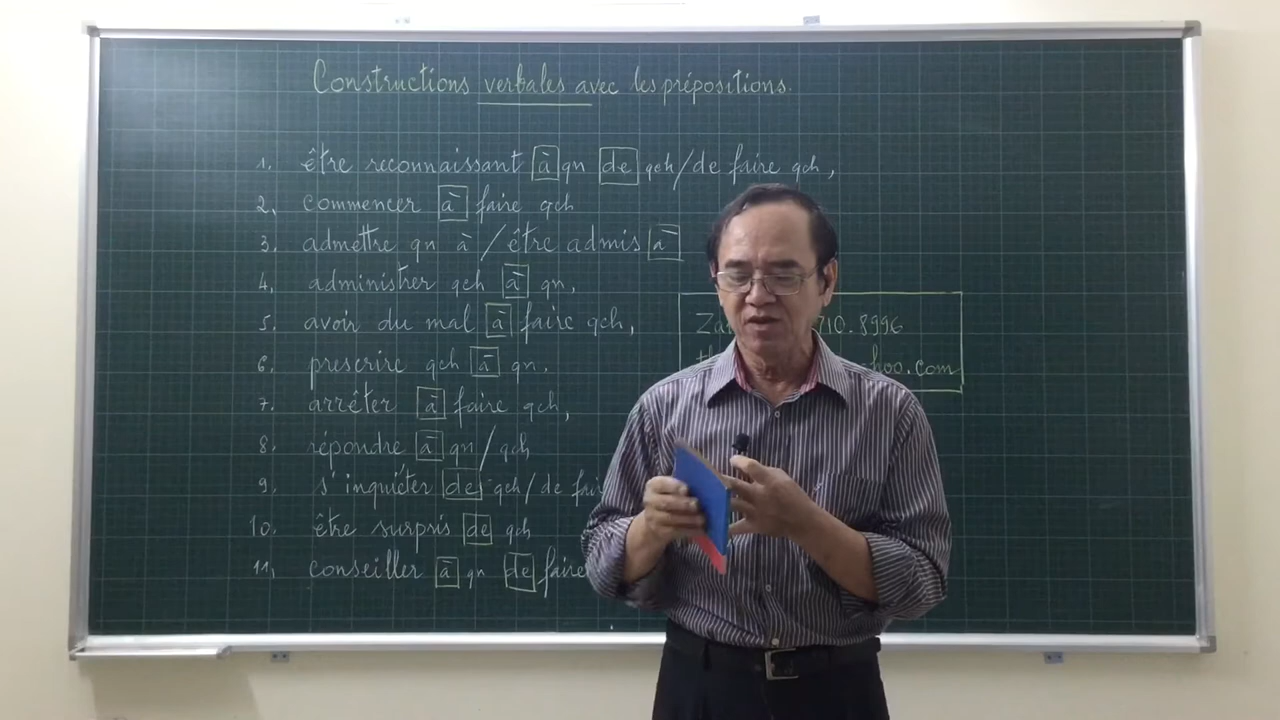 Constructions verbales avec les prépositions.
1. être reconnaissant à qn de qch/de faire qch,
2, commencer à faire qch
3. admettre qn à / être admis à
4, administrer qch à qn,
5. avoir du mal à faire qch,
6, prescrire qch à qn.
7. arrêter à faire qch,
8. répondre à qn/qch
9. s'inquiéter de qch/de
10. être surpris de qch
11, conseiller à qn de faire
710.8996
hoo.com